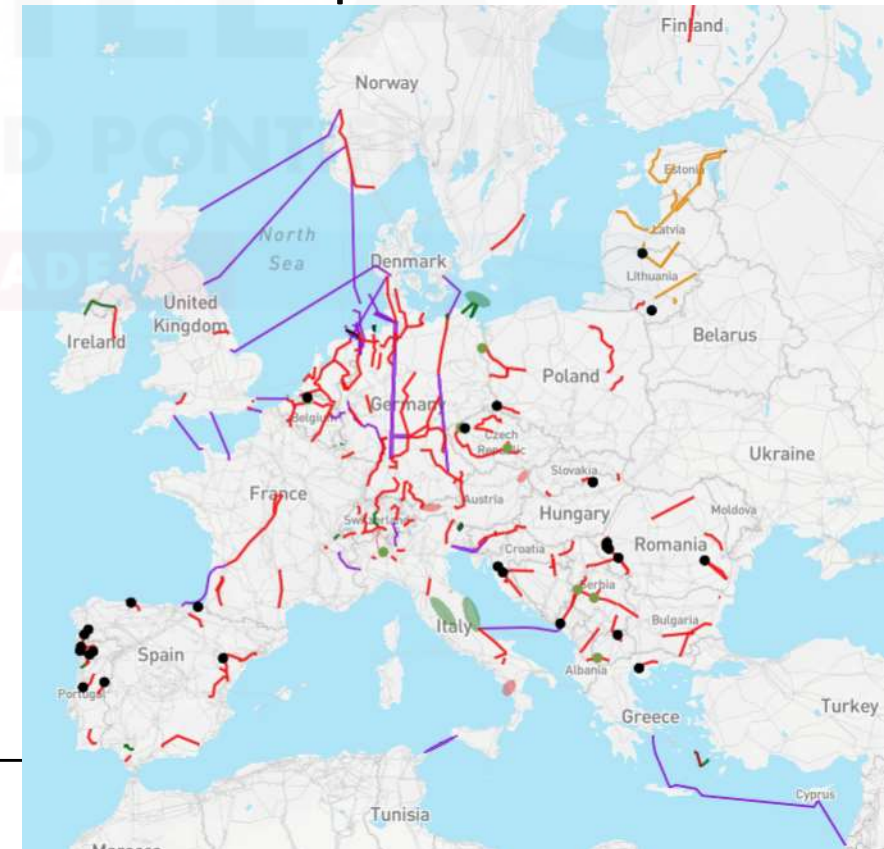 Finland
Norway
Estonia
North
Sea
Latvia
Denmark
Lithuania
United
Kingdom
Ireland
Belarus
Poland
Germany
Belgium
Czech
Republic
Ukraine
Slovakia
France
Austria
Moldova
Switzerland
Hungary
Croatia
Romania
Serbia
Italy
Bulgaria
Spain
Albania
Portugal
Turkey
Greece
Cyprus
Tunisia